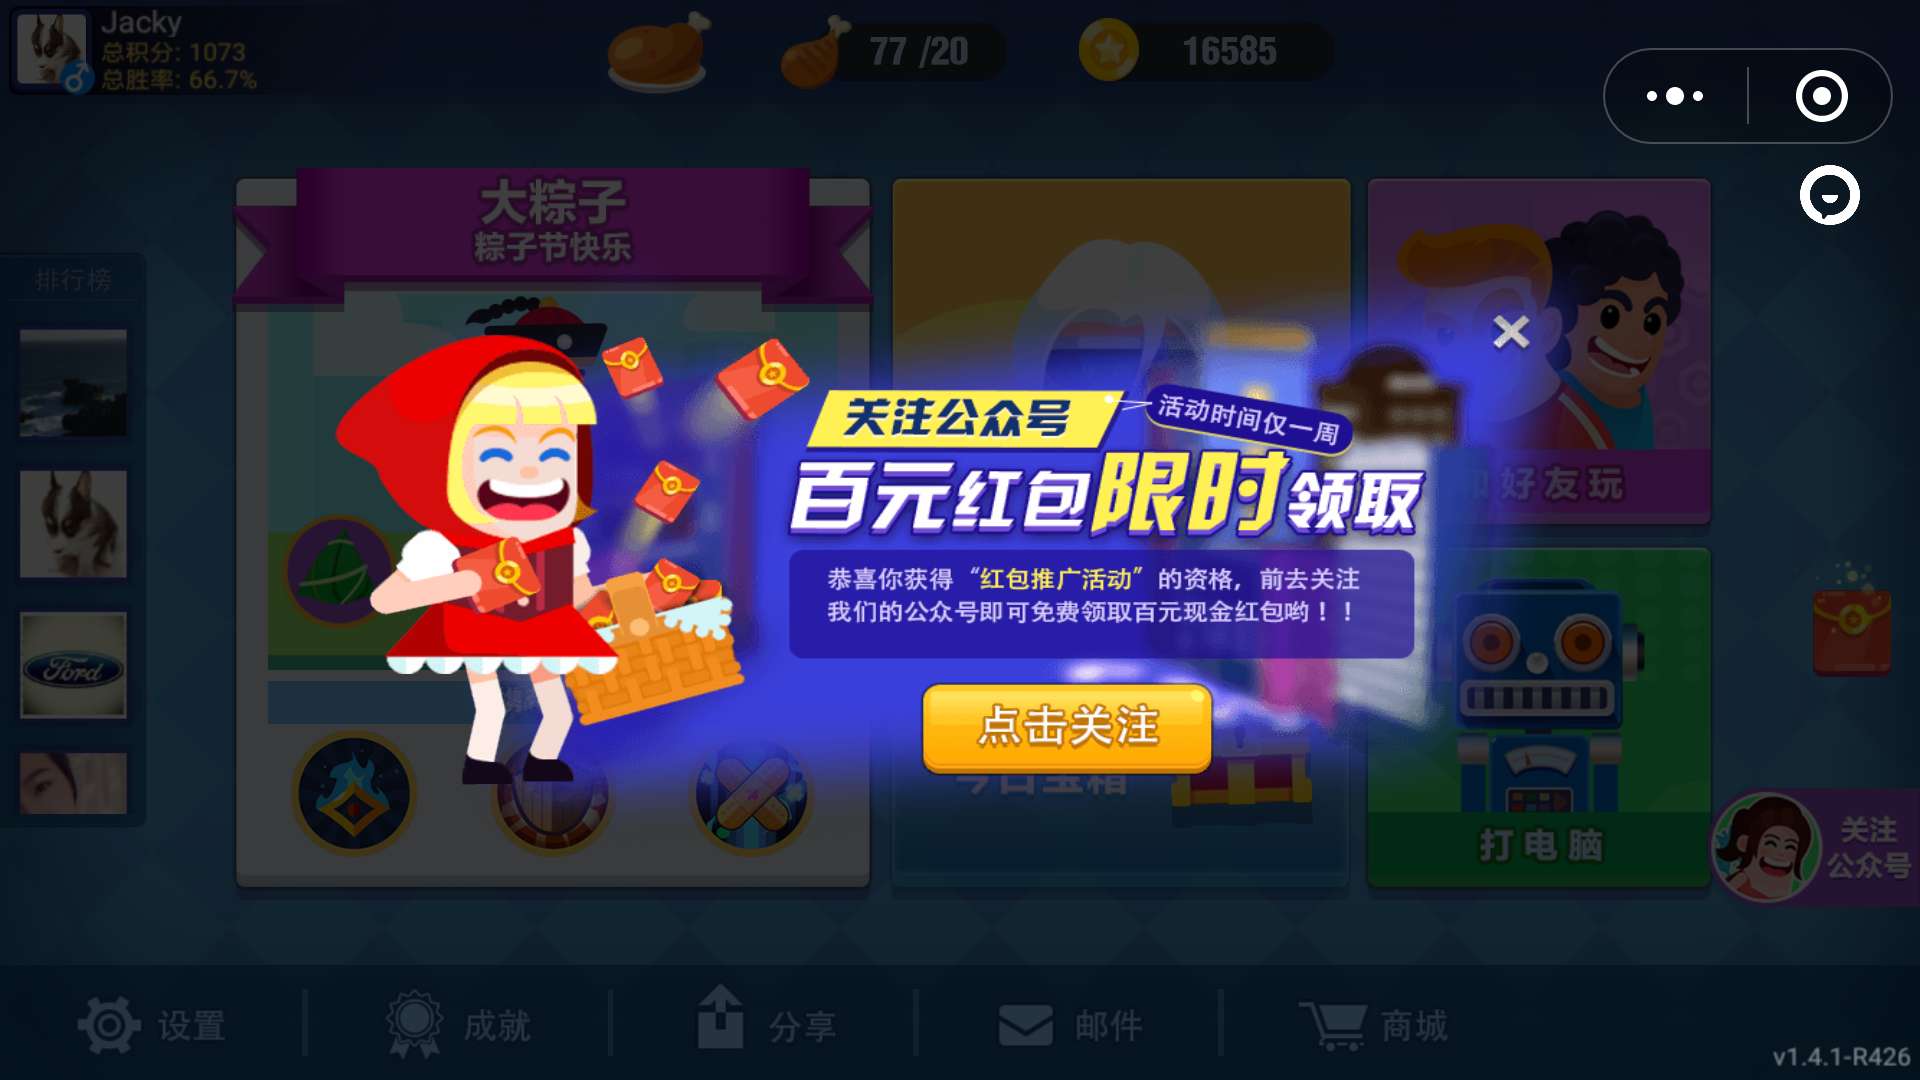 Jacky
总积分: 1073
总胜率: 66.7%
77 /20
16585
大粽子
粽子节快乐
排行榜
Ford
关注公众号
活动时间仅一周
百元红包限时领取
恭喜你获得“红包推广活动”的资格，前去关注
我们的公众号即可免费领取百元现金红包哟！！
点击关注
好友玩
今日宝箱
打电脑
关注
公众号
设置
成就
分享
邮件
商城
v1.4.1-R426